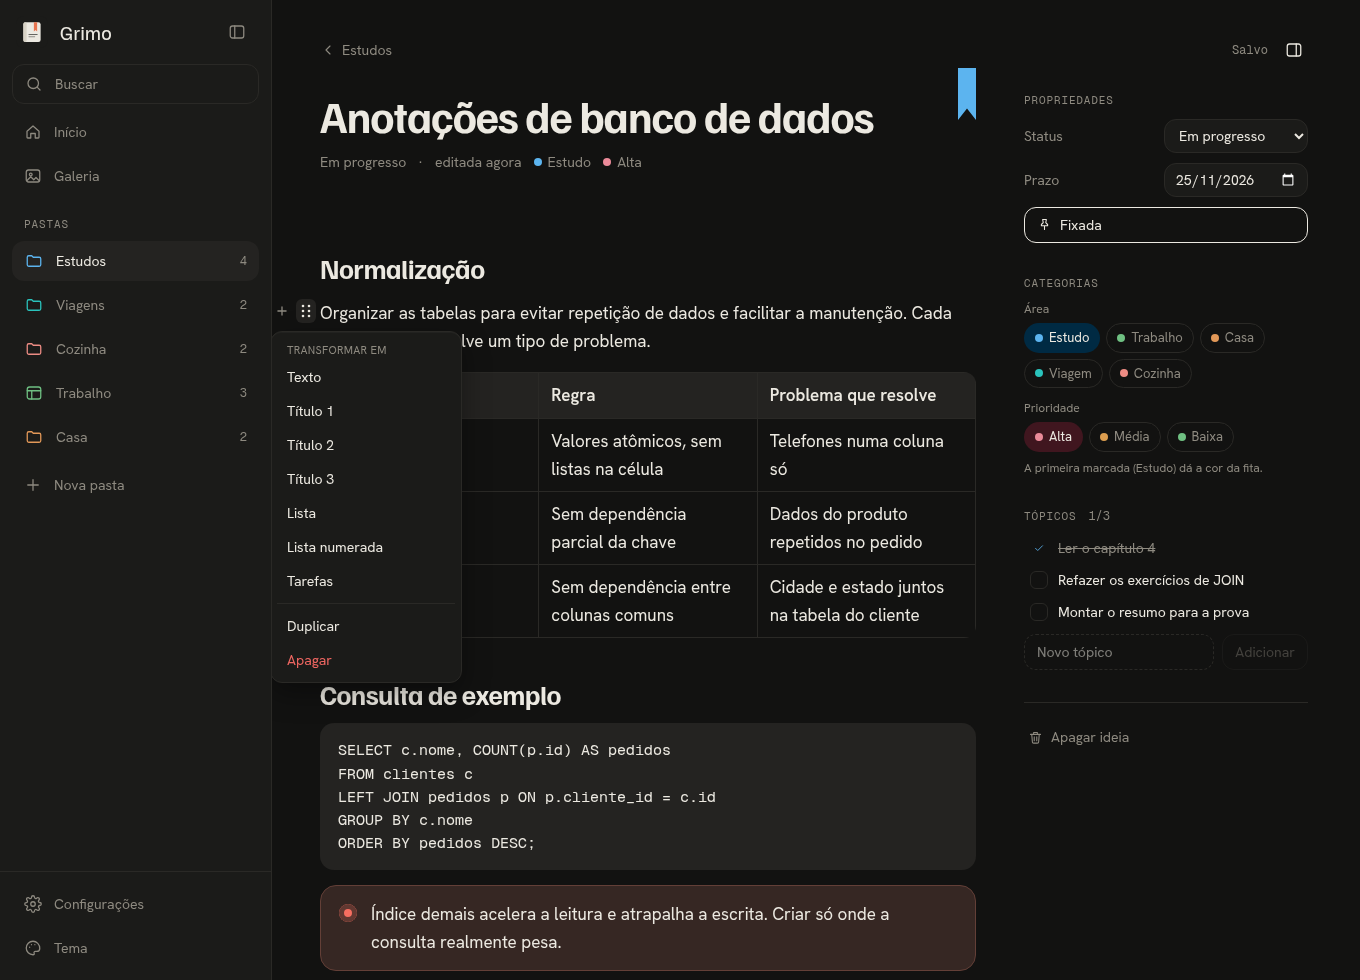 Grimo
Buscar
Início
Galeria
PASTAS
Estudos 4
Viagens 2
Cozinha 2
Trabalho 3
Casa 2
Nova pasta
Configurações
Tema
Estudos
Salvo
Anotações de banco de dados
Em progresso · editada agora Estudo Alta
Normalização
Organizar as tabelas para evitar repetição de dados e facilitar a manutenção. Cada
lve um tipo de problema.
TRANSFORMAR EM
Texto
Título 1
Título 2
Título 3
Lista
Lista numerada
Tarefas
Duplicar
Apagar
Regra Problema que resolve
Valores atômicos, sem Telefones numa coluna
listas na célula só
Sem dependência Dados do produto
parcial da chave repetidos no pedido
Sem dependência entre Cidade e estado juntos
colunas comuns na tabela do cliente
Consulta de exemplo
SELECT c.nome, COUNT(p.id) AS pedidos
FROM clientes c
LEFT JOIN pedidos p ON p.cliente_id = c.id
GROUP BY c.nome
ORDER BY pedidos DESC;
Índice demais acelera a leitura e atrapalha a escrita. Criar só onde a
consulta realmente pesa.
PROPRIEDADES
Status Em progresso
Prazo 25/11/2026
Fixada
CATEGORIAS
Área
Estudo Trabalho Casa
Viagem Cozinha
Prioridade
Alta Média Baixa
A primeira marcada (Estudo) dá a cor da fita.
TÓPICOS 1/3
Ler o capítulo 4
Refazer os exercícios de JOIN
Montar o resumo para a prova
Novo tópico Adicionar
Apagar ideia